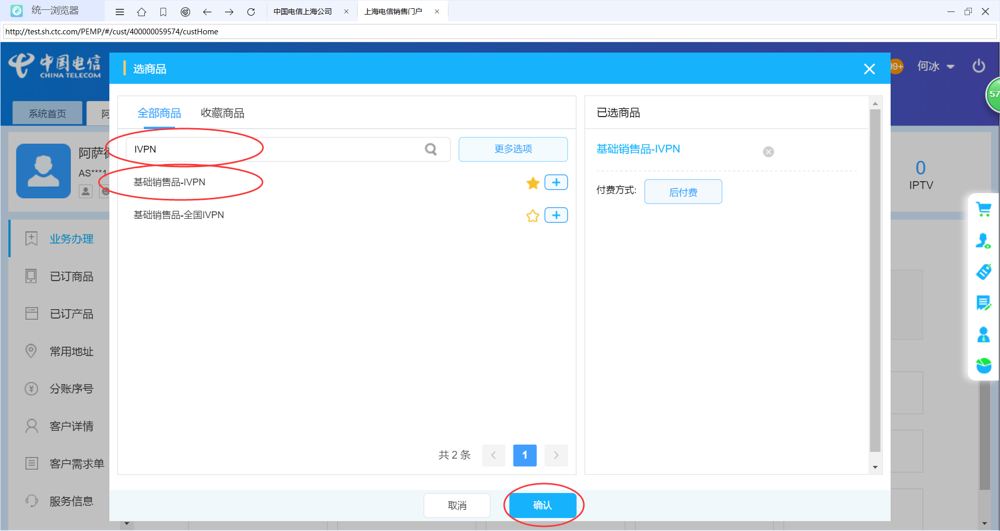 统一浏览器
中国电信上海公司
上海电信销售门户
http://test.sh.ctc.com/PEMP/#/cust/400000059574/custHome
中国电信
CHINA TELECOM
选商品
99+
何冰
57
系统首页
阿
全部商品
收藏商品
已选商品
IVPN
更多选项
基础销售品-IVPN
阿萨德
AS***1
基础销售品-IVPN
付费方式:
后付费
0
IPTV
基础销售品-全国IVPN
业务办理
已订商品
已订产品
常用地址
分账序号
客户详情
客户需求单
服务信息
共 2 条
1
取消
确认